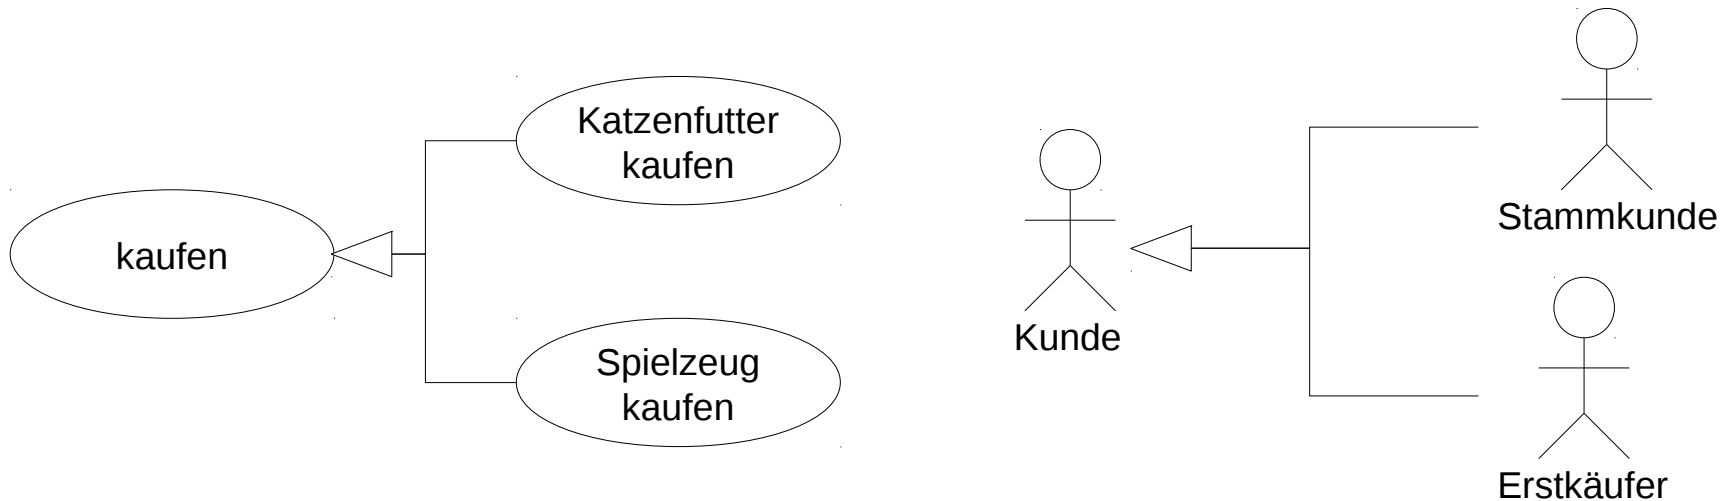 Katzenfutter
kaufen
kaufen
Spielzeug
kaufen
Kunde
Stammkunde
Erstkäufer